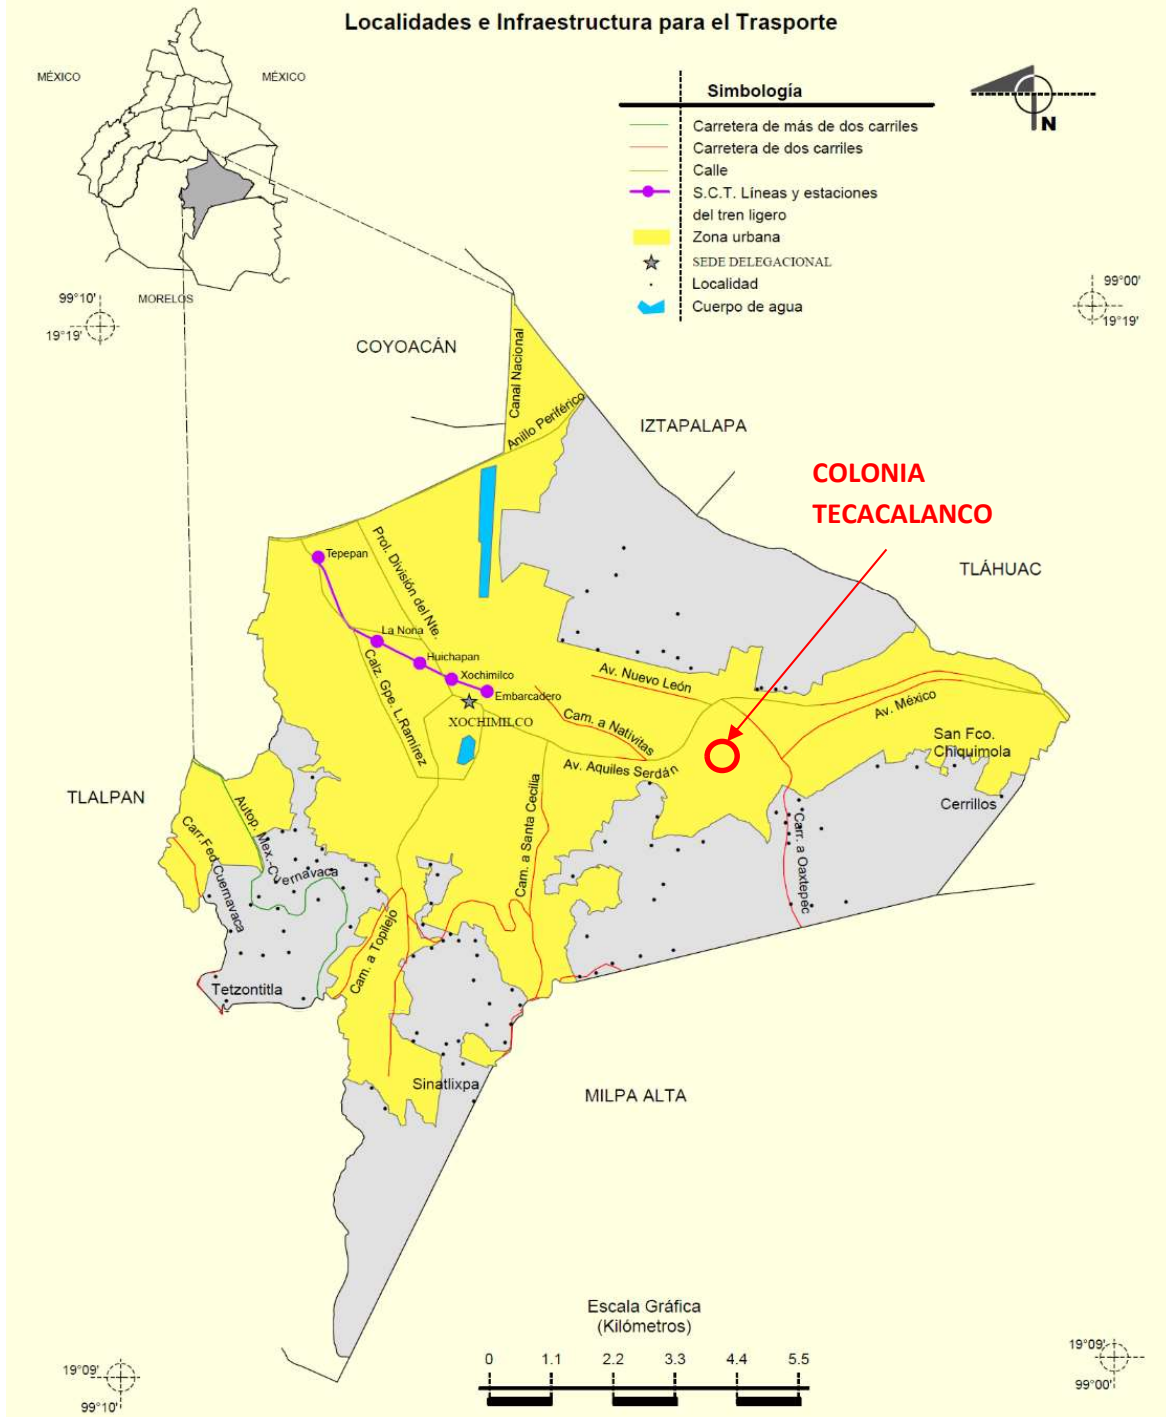 Localidades e Infraestructura para el Trasporte
MÉXICO
MÉXICO
MORELOS
Simbología
Carretera de más de dos carriles
Carretera de dos carriles
Calle
S.C.T. Líneas y estaciones
del tren ligero
Zona urbana
SEDE DELEGACIONAL
Localidad
Cuerpo de agua
N
99°10'
19°19'
99°00'
19°19'
COYOACÁN
Canal Nacional
Anillo Periférico
IZTAPALAPA
COLONIA
TECACALANCO
TLÁHUAC
Tepepan
Prol. División del Nte.
La Noria
Huichapan
Xochimilco
Embarcadero
XOCHIMILCO
Calz. Gpe. L.Ramírez
Av. Nuevo León
Cam. a Nativitas
Av. Aquiles Serdán
Av. México
San Fco.
Chiquimola
Cerrillos
TLALPAN
Autop. Mex.-Cvernavaca
Carr.Fed.Cuernavaca
Cam. a Santa Cecilia
Carr. a Oaxtepec
Cam. a Topilejo
Tetzontitla
Sinatlixpa
MILPA ALTA
Escala Gráfica
(Kilómetros)
0 1.1 2.2 3.3 4.4 5.5
19°09'
99°10'
19°09'
99°00'